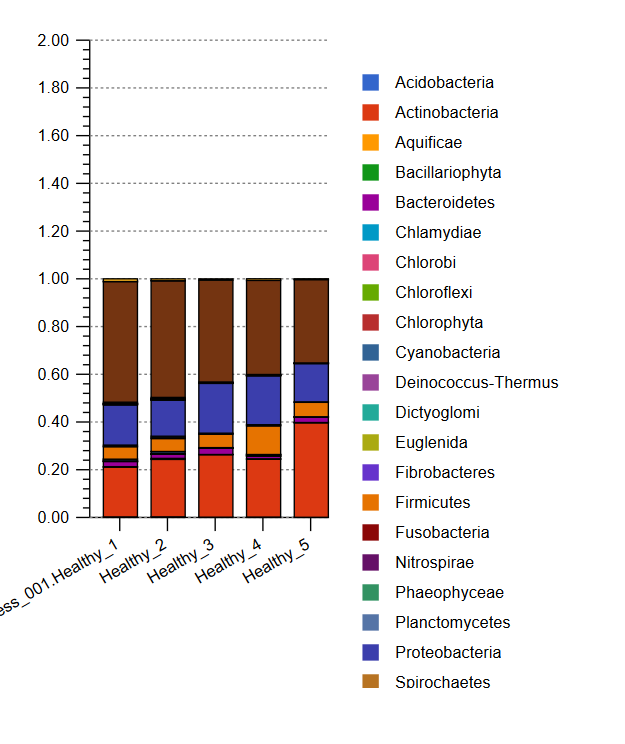 2.00
1.80
1.60
1.40
1.20
1.00
0.80
0.60
0.40
0.20
0.00
ess_001.Healthy_1
Healthy_2
Healthy_3
Healthy_4
Healthy_5
Acidobacteria
Actinobacteria
Aquificae
Bacillariophyta
Bacteroidetes
Chlamydiae
Chlorobi
Chloroflexi
Chlorophyta
Cyanobacteria
Deinococcus-Thermus
Dictyoglomi
Euglenida
Fibrobacteres
Firmicutes
Fusobacteria
Nitrospirae
Phaeophyceae
Planctomycetes
Proteobacteria
Spirochaetes